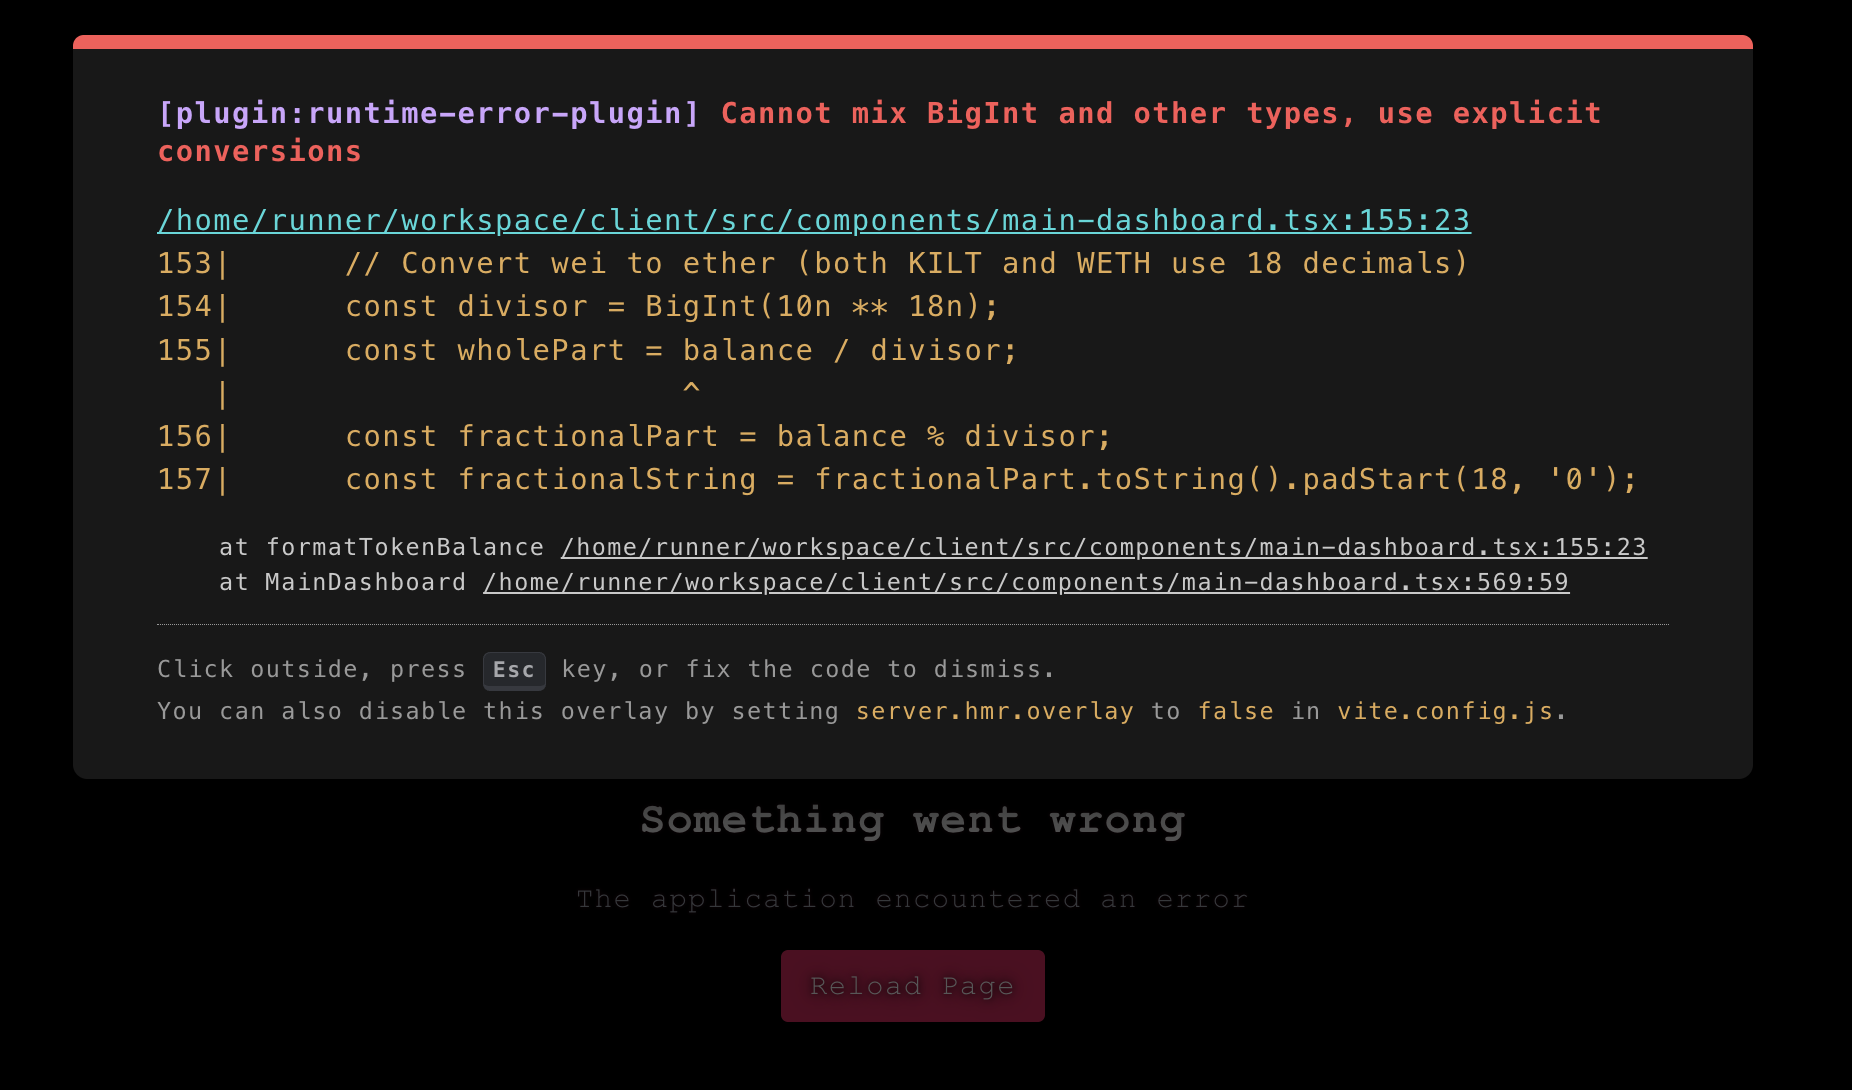 [plugin:runtime-error-plugin] Cannot mix BigInt and other types, use explicit
conversions
/home/runner/workspace/client/src/components/main-dashboard.tsx:155:23
153|      // Convert wei to ether (both KILT and WETH use 18 decimals)
154|      const divisor = BigInt(10n ** 18n);
155|      const wholePart = balance / divisor;
   |                        ^
156|      const fractionalPart = balance % divisor;
157|      const fractionalString = fractionalPart.toString().padStart(18, '0');
    at formatTokenBalance /home/runner/workspace/client/src/components/main-dashboard.tsx:155:23
    at MainDashboard /home/runner/workspace/client/src/components/main-dashboard.tsx:569:59
Click outside, press Esc key, or fix the code to dismiss.
You can also disable this overlay by setting server.hmr.overlay to false in vite.config.js.
Something went wrong
The application encountered an error
Reload Page